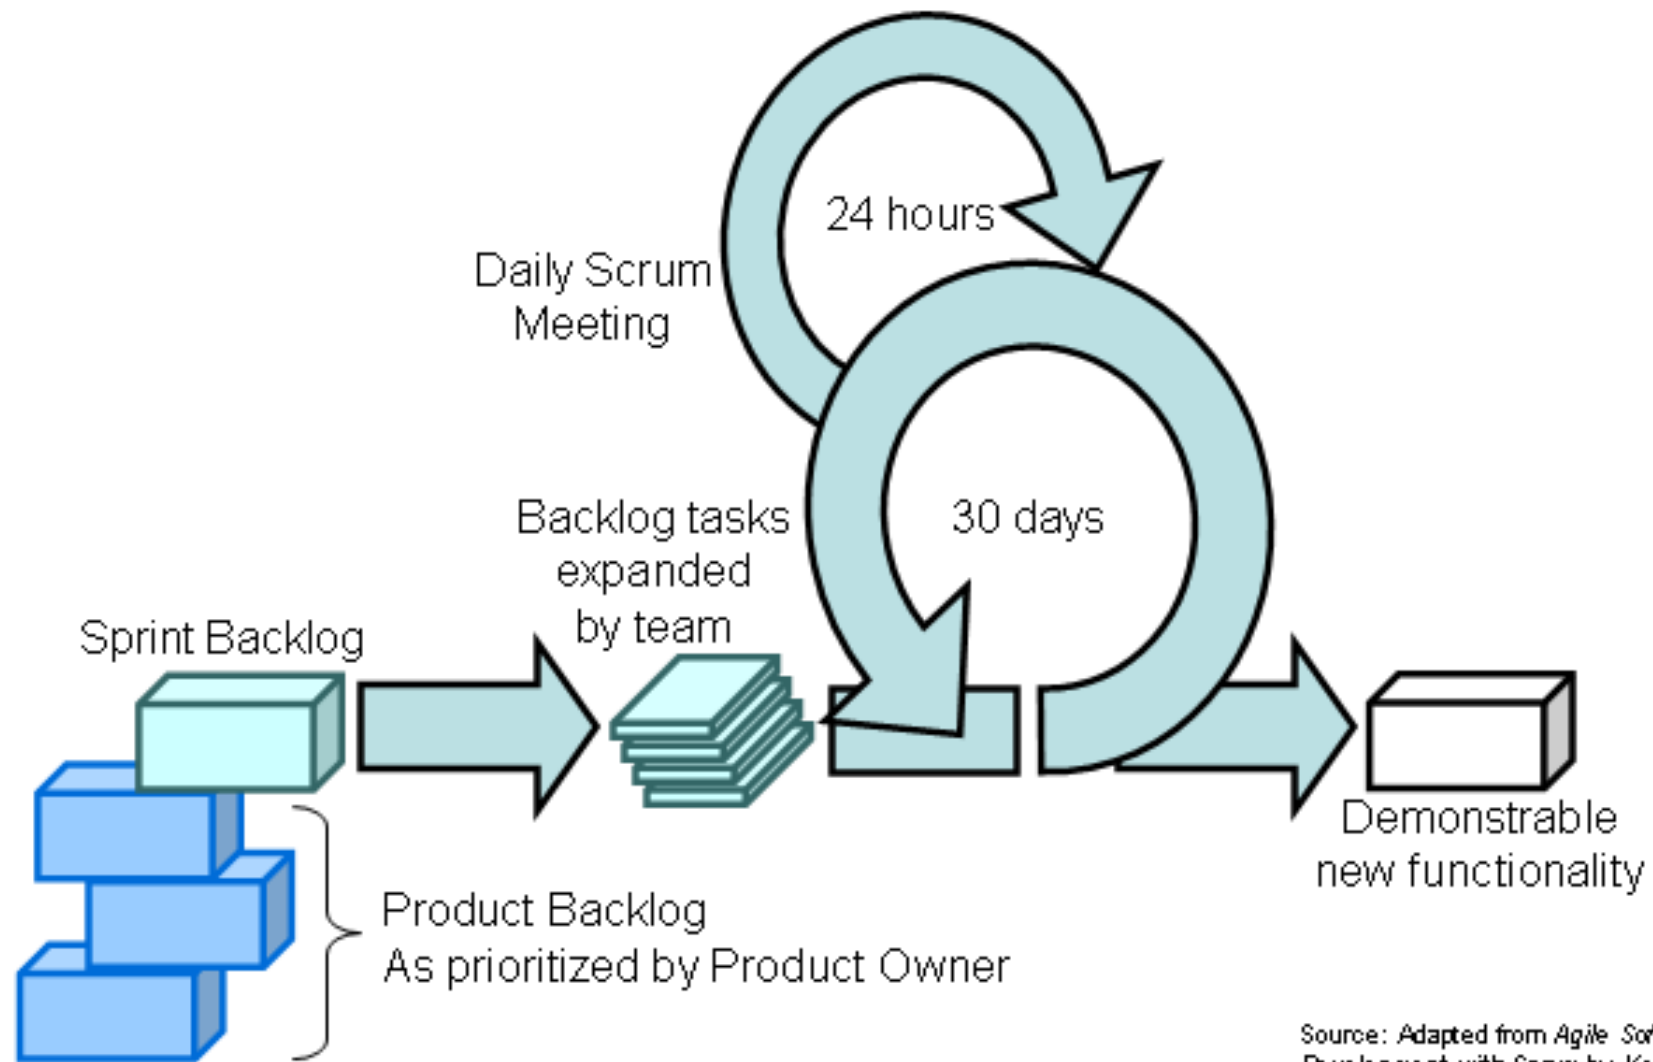 24 hours
Daily Scrum
Meeting
Backlog tasks
expanded
by team
30 days
Sprint Backlog
Demonstrable
new functionality
Product Backlog
As prioritized by Product Owner
Source: Adapted from Agile